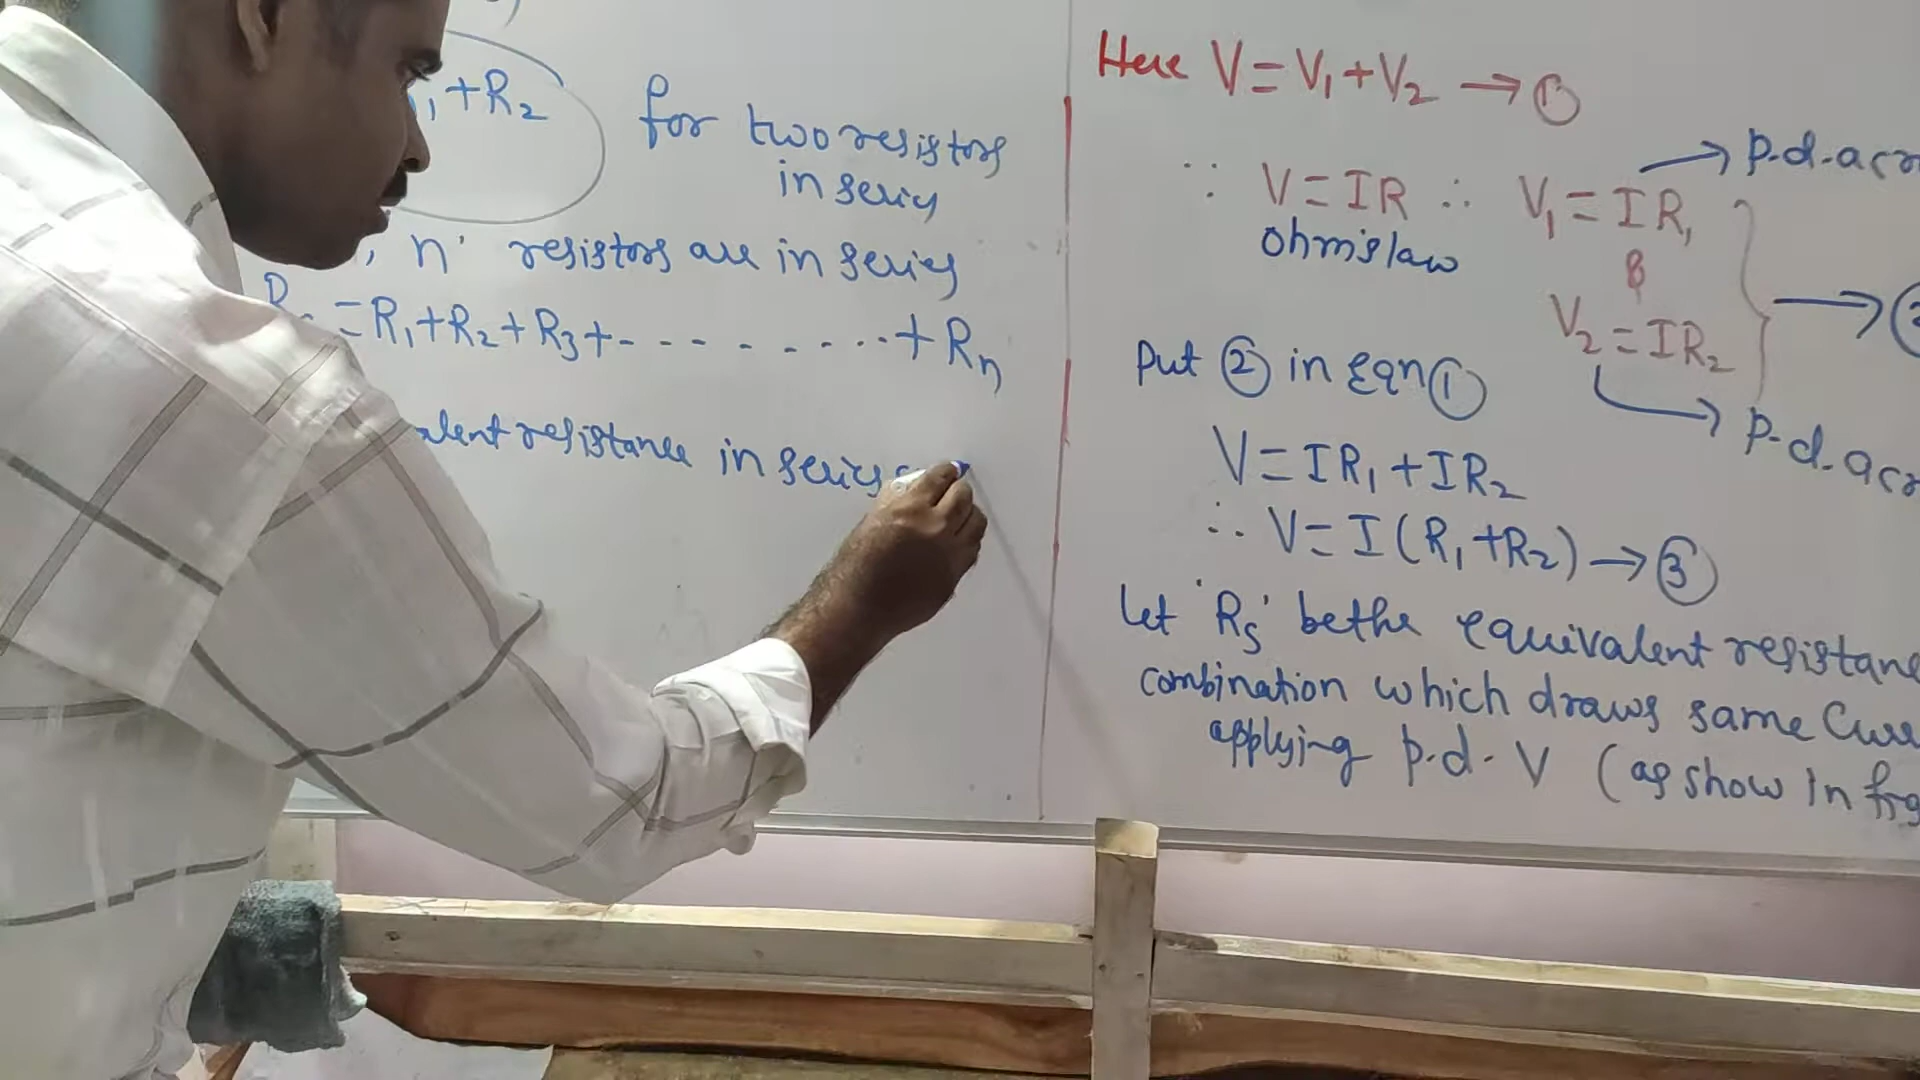 +R2
for two resistors
in series
'n' resistors are in series
=R1+R2+R3+- - - - - - ....+Rn
alent resistance in series
Here V=V1+V2 → ①
∵ V=IR ∴ V1=IR1 → p.d.acr
ohm's law
&
V2=IR2 → p.d.acr
Put ② in Eqn ①
V=IR1+IR2
∴ V=I(R1+R2) → ③
Let 'Rs' be the equivalent resistanc
combination which draws same Curr
applying p.d. V (as show in fig